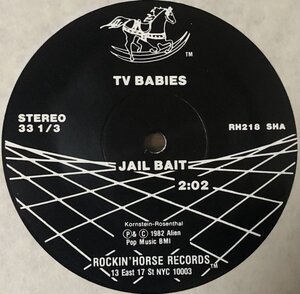 TM
TV BABIES
STEREO
33 1/3
RH218 SHA
JAIL BAIT
2:02
Kornstein-Rosenthal
Ⓟ & © 1982 Alien
Pop Music BMI
ROCKIN' HORSE RECORDS TM
13 East 17 St NYC 10003